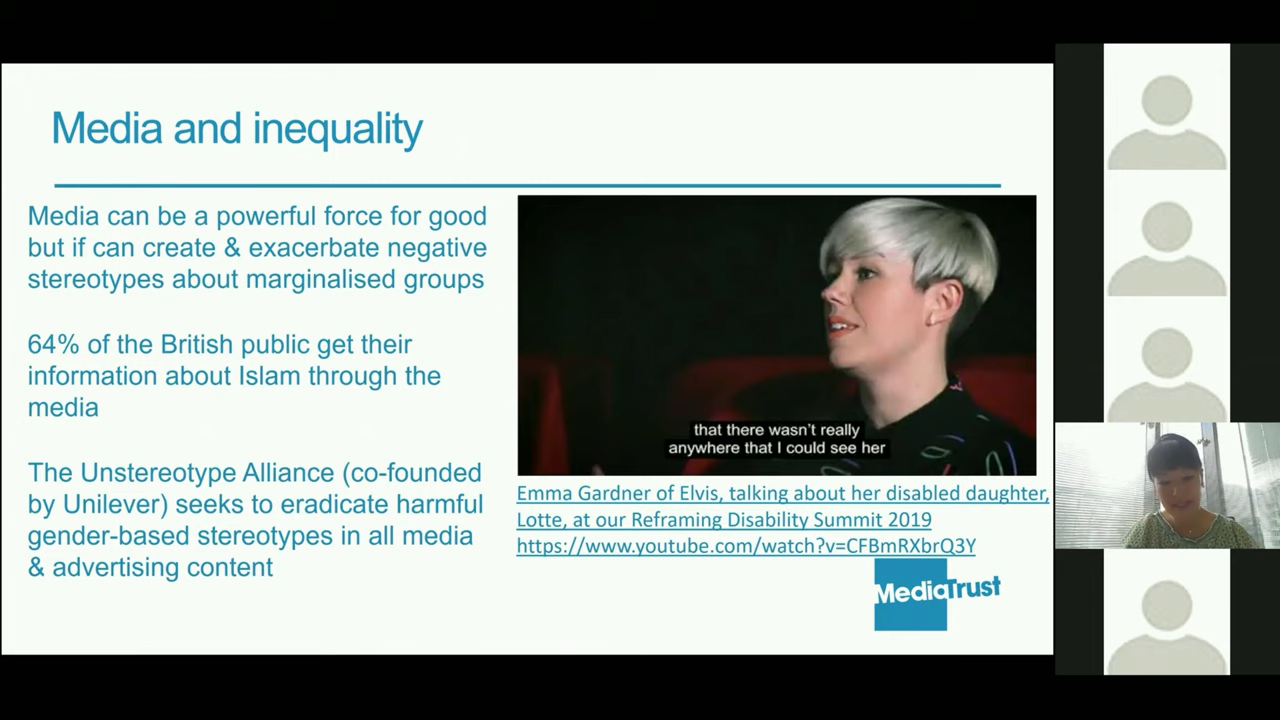 Media and inequality
Media can be a powerful force for good
but if can create & exacerbate negative
stereotypes about marginalised groups
64% of the British public get their
information about Islam through the
media
The Unstereotype Alliance (co-founded
by Unilever) seeks to eradicate harmful
gender-based stereotypes in all media
& advertising content
that there wasn't really
anywhere that I could see her
Emma Gardner of Elvis, talking about her disabled daughter,
Lotte, at our Reframing Disability Summit 2019
https://www.youtube.com/watch?v=CFBmRXbrQ3Y
MediaTrust